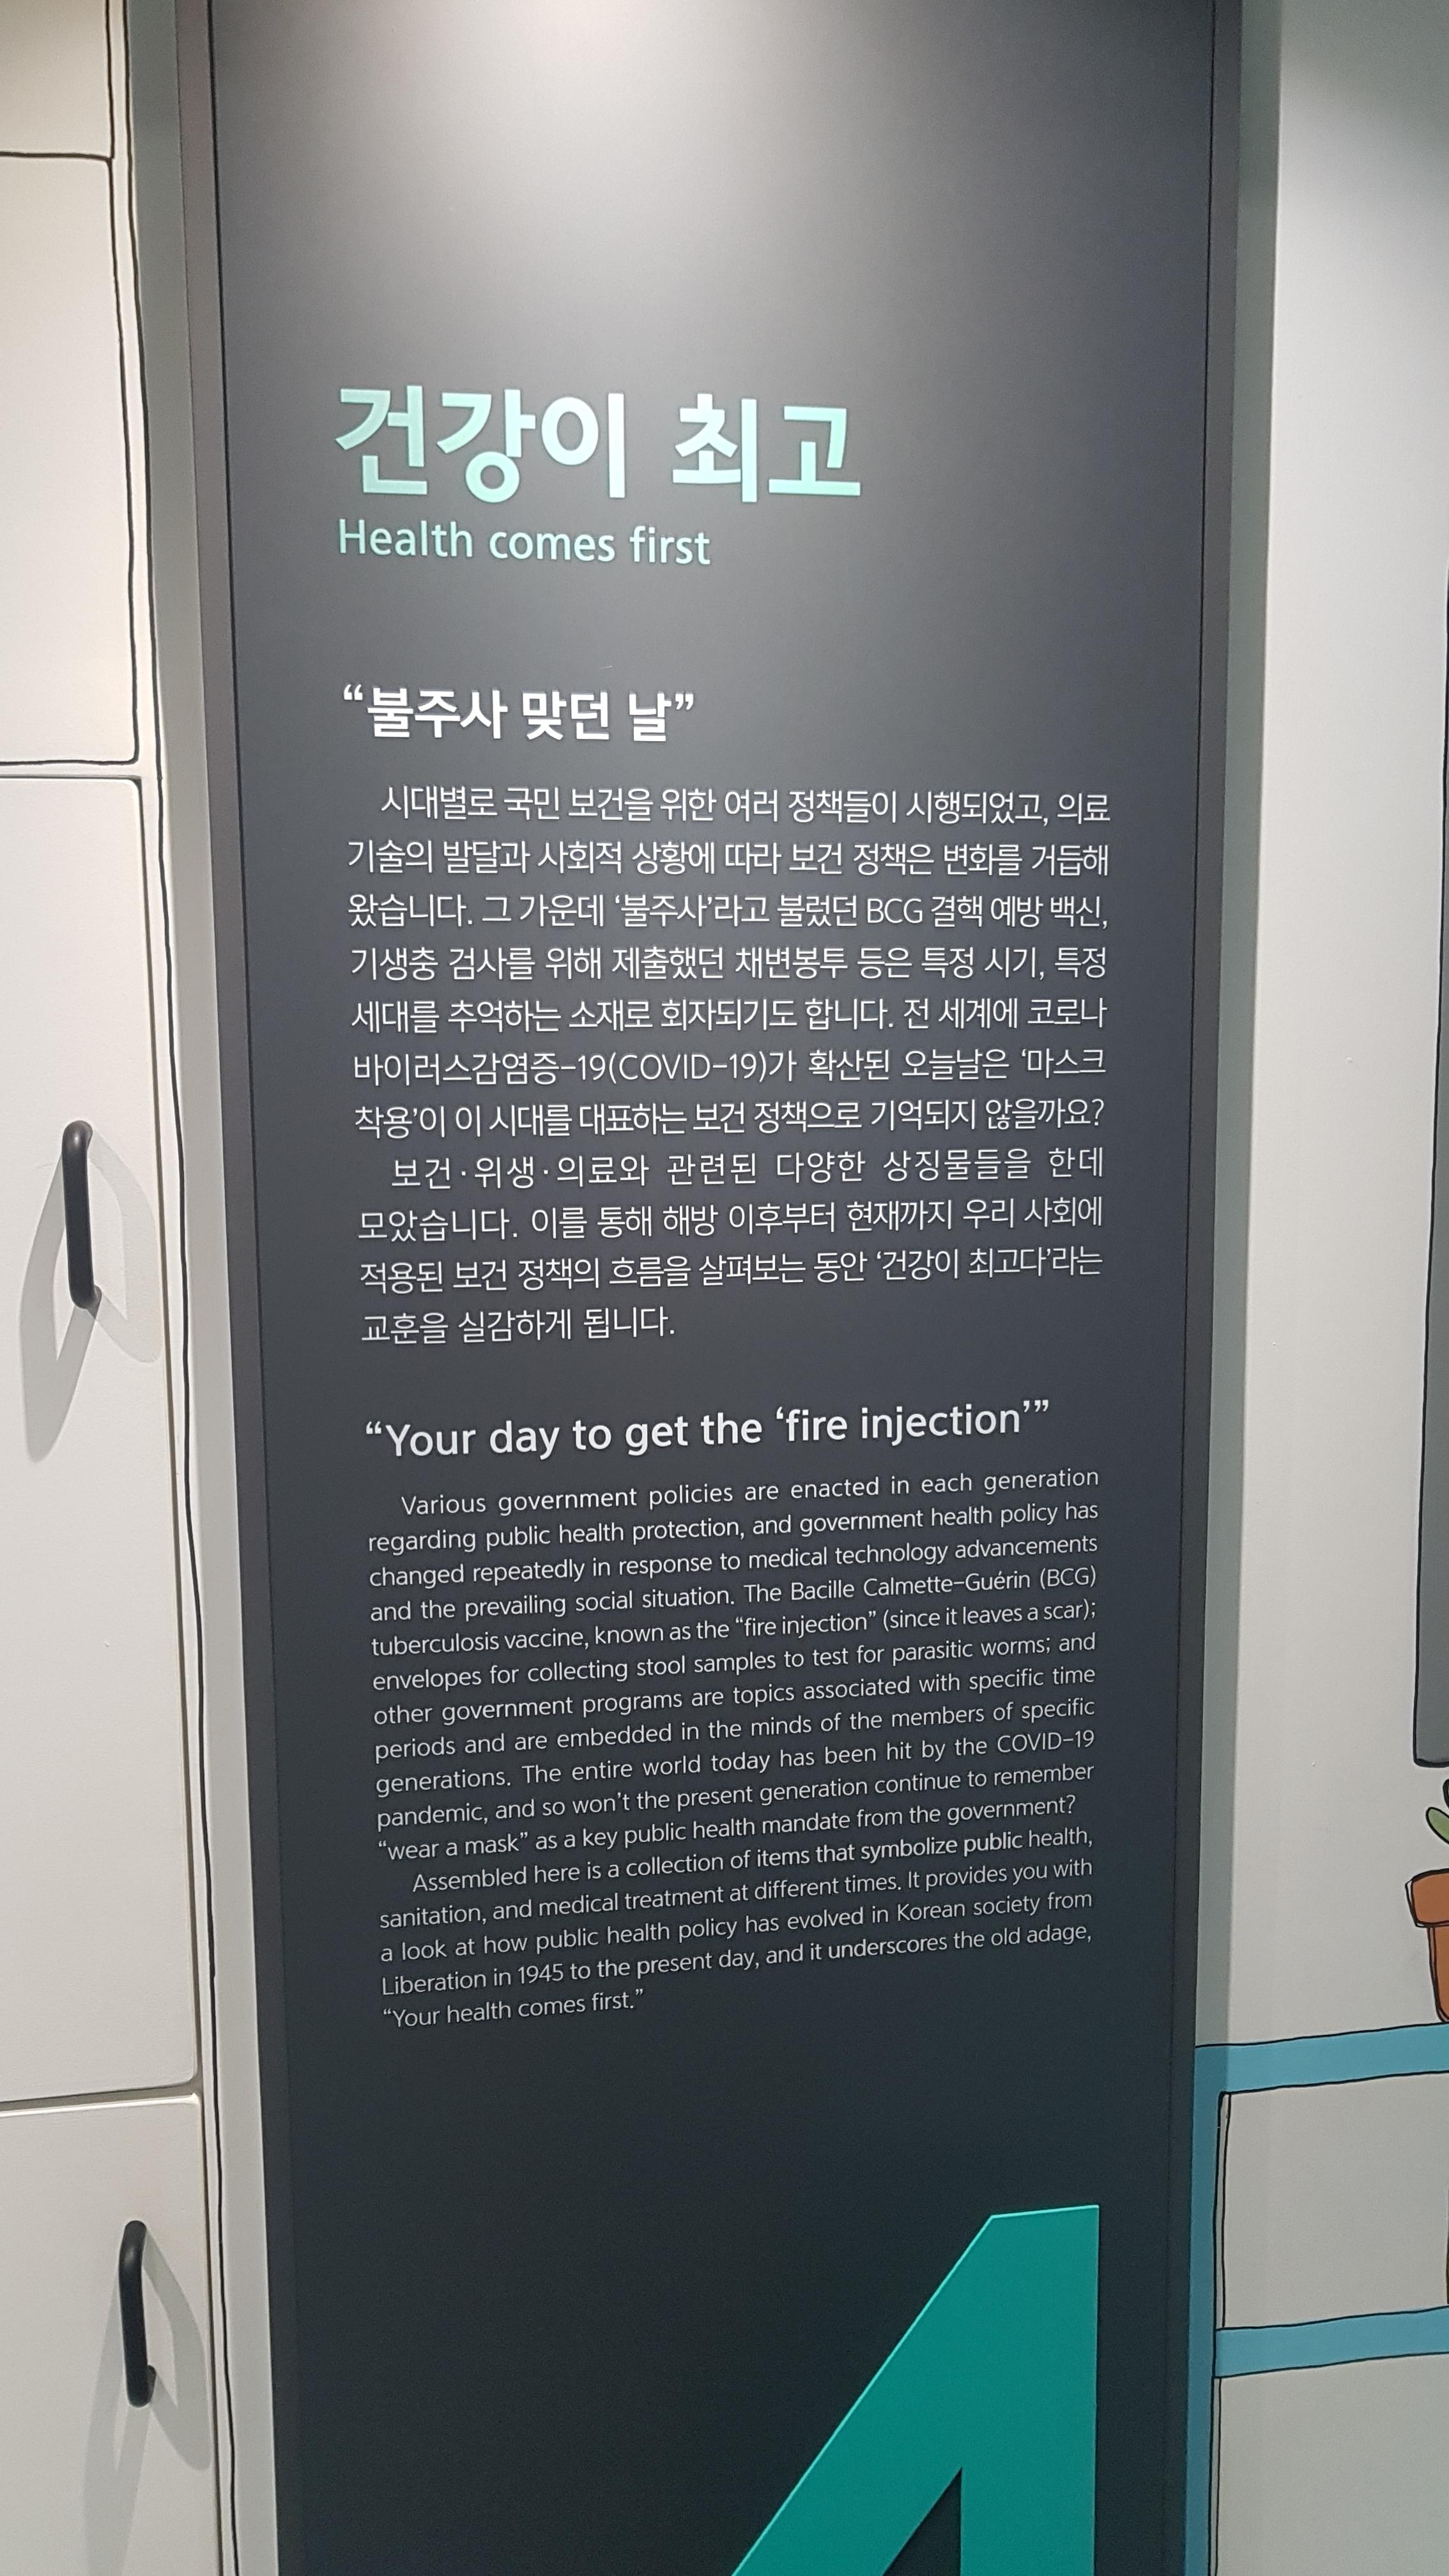 건강이 최고
Health comes first
“불주사 맞던 날”
시대별로 국민 보건을 위한 여러 정책들이 시행되었고, 의료
기술의 발달과 사회적 상황에 따라 보건 정책은 변화를 거듭해
왔습니다. 그 가운데 ‘불주사’라고 불렀던 BCG 결핵 예방 백신,
기생충 검사를 위해 제출했던 채변봉투 등은 특정 시기, 특정
세대를 추억하는 소재로 회자되기도 합니다. 전 세계에 코로나
바이러스감염증-19(COVID-19)가 확산된 오늘날은 ‘마스크
착용’이 이 시대를 대표하는 보건 정책으로 기억되지 않을까요?
보건·위생·의료와 관련된 다양한 상징물들을 한데
모았습니다. 이를 통해 해방 이후부터 현재까지 우리 사회에
적용된 보건 정책의 흐름을 살펴보는 동안 ‘건강이 최고다’라는
교훈을 실감하게 됩니다.
“Your day to get the ‘fire injection’”
Various government policies are enacted in each generation
regarding public health protection, and government health policy has
changed repeatedly in response to medical technology advancements
and the prevailing social situation. The Bacille Calmette-Guérin (BCG)
tuberculosis vaccine, known as the “fire injection” (since it leaves a scar);
envelopes for collecting stool samples to test for parasitic worms; and
other government programs are topics associated with specific time
periods and are embedded in the minds of the members of specific
generations. The entire world today has been hit by the COVID-19
pandemic, and so won’t the present generation continue to remember
“wear a mask” as a key public health mandate from the government?
Assembled here is a collection of items that symbolize public health,
sanitation, and medical treatment at different times. It provides you with
a look at how public health policy has evolved in Korean society from
Liberation in 1945 to the present day, and it underscores the old adage,
“Your health comes first.”
4